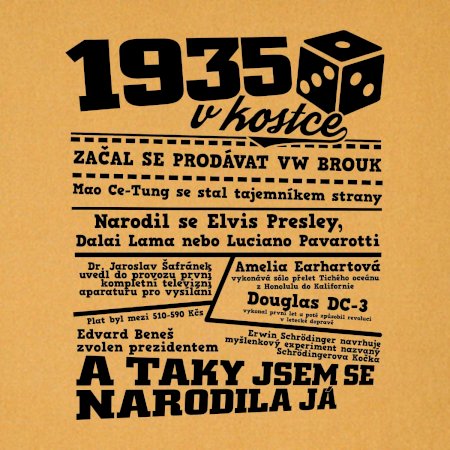 1935
v kostce
ZAČAL SE PRODÁVAT VW BROUK
Mao Ce-Tung se stal tajemníkem strany
Narodil se Elvis Presley,
Dalai Lama nebo Luciano Pavarotti
Dr. Jaroslav Šafránek
uvedl do provozu první
kompletní televizní
aparaturu pro vysílání
Amelia Earhartová
vykonává sólo přelet Tichého oceánu
z Honolulu do Kalifornie
Douglas DC-3
vykonal první let a poté způsobil revoluci
v letecké dopravě
Plat byl mezi 510-590 Kčs
Edvard Beneš
zvolen prezidentem
Erwin Schrödinger navrhuje
myšlenkový experiment nazvaný
Schrödingerova Kočka
A TAKY JSEM SE
NARODILA JÁ